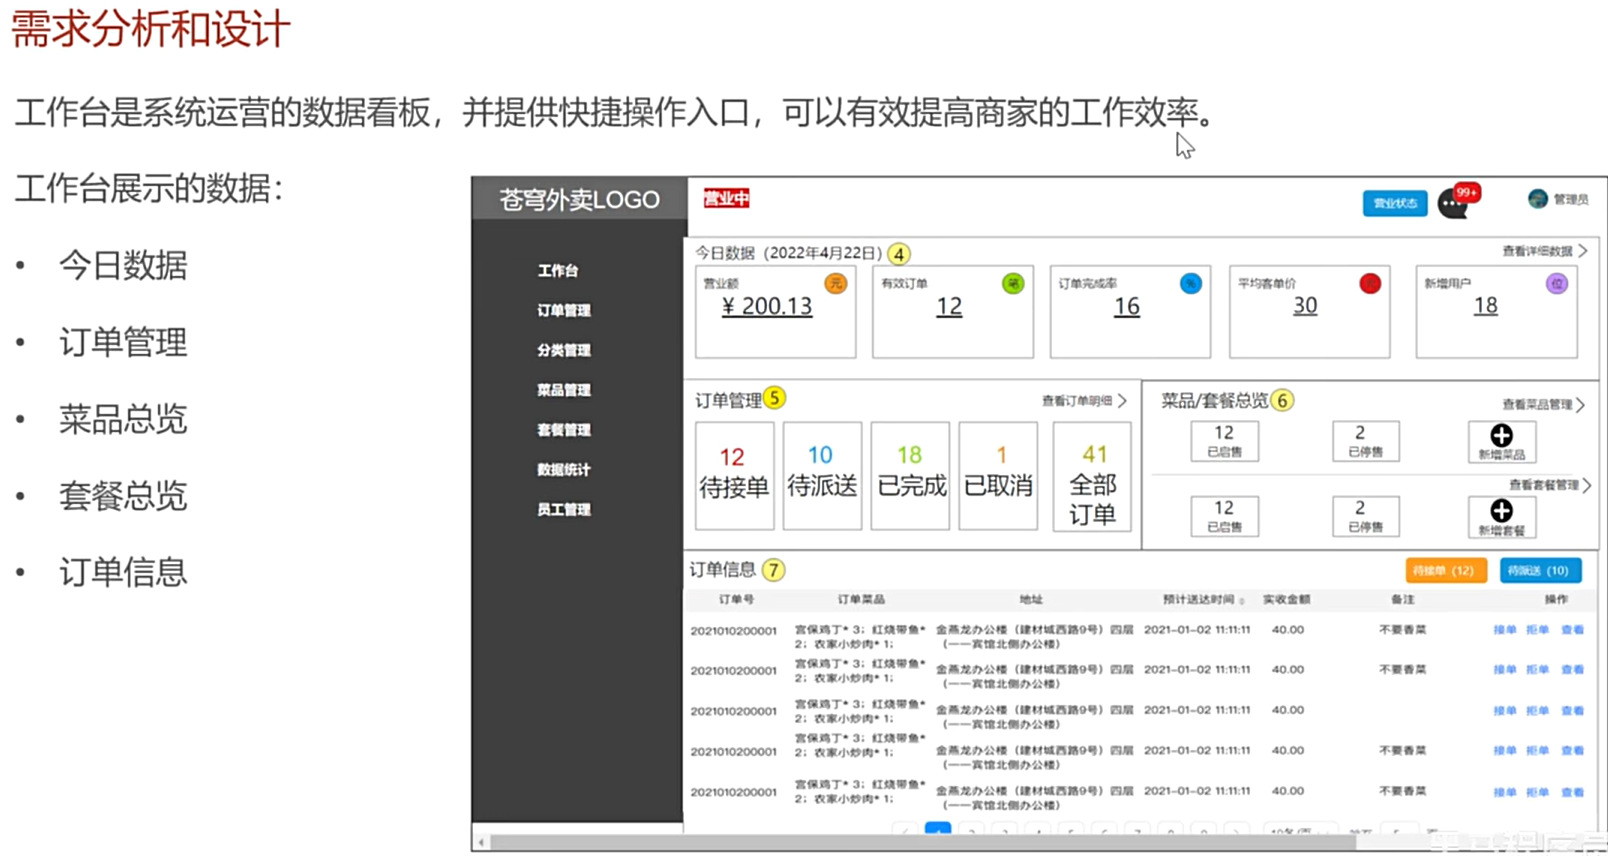 需求分析和设计
工作台是系统运营的数据看板，并提供快捷操作入口，可以有效提高商家的工作效率。
工作台展示的数据：
• 今日数据
• 订单管理
• 菜品总览
• 套餐总览
• 订单信息
苍穹外卖LOGO
营业中
营业状态
99+
管理员
工作台
订单管理
分类管理
菜品管理
套餐管理
数据统计
员工管理
今日数据（2022年4月22日） 4
查看详细数据
营业额 元
¥ 200.13
有效订单 笔
12
订单完成率
16
平均客单价
30
新增用户 位
18
订单管理 5
查看订单明细
12
待接单
10
待派送
18
已完成
1
已取消
41
全部
订单
菜品/套餐总览 6
查看菜品管理
12
已启售
2
已停售
新增菜品
查看套餐管理
12
已启售
2
已停售
新增套餐
订单信息 7
待接单（12） 待派送（10）
订单号 订单菜品 地址 预计送达时间 实收金额 备注 操作
2021010200001 宫保鸡丁* 3；红烧带鱼* 金燕龙办公楼（建材城西路9号）四层 2021-01-02 11:11:11 40.00 不要香菜 接单 拒单 查看
2；农家小炒肉* 1； （一一宾馆北侧办公楼）
2021010200001 宫保鸡丁* 3；红烧带鱼* 金燕龙办公楼（建材城西路9号）四层 2021-01-02 11:11:11 40.00 不要香菜 接单 拒单 查看
2；农家小炒肉* 1； （一一宾馆北侧办公楼）
2021010200001 宫保鸡丁* 3；红烧带鱼* 金燕龙办公楼（建材城西路9号）四层 2021-01-02 11:11:11 40.00 接单 拒单 查看
2；农家小炒肉* 1； （一一宾馆北侧办公楼）
2021010200001 宫保鸡丁* 3；红烧带鱼* 金燕龙办公楼（建材城西路9号）四层 2021-01-02 11:11:11 40.00 不要香菜 接单 拒单 查看
2；农家小炒肉* 1； （一一宾馆北侧办公楼）
2021010200001 宫保鸡丁* 3；红烧带鱼* 金燕龙办公楼（建材城西路9号）四层 2021-01-02 11:11:11 40.00 不要香菜 接单 拒单 查看
2；农家小炒肉* 1； （一一宾馆北侧办公楼）